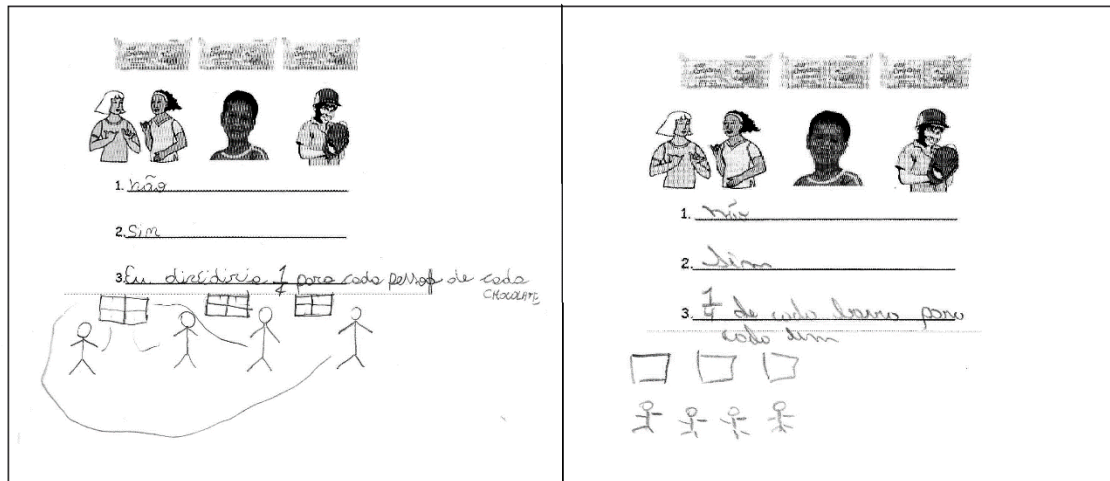 1. não
2. Sim
3. Eu dividiria 1/4 para cada pessoa de cada
CHOCOLATE
1. não
2. Sim
3. 1/4 de cada barra para
cada um